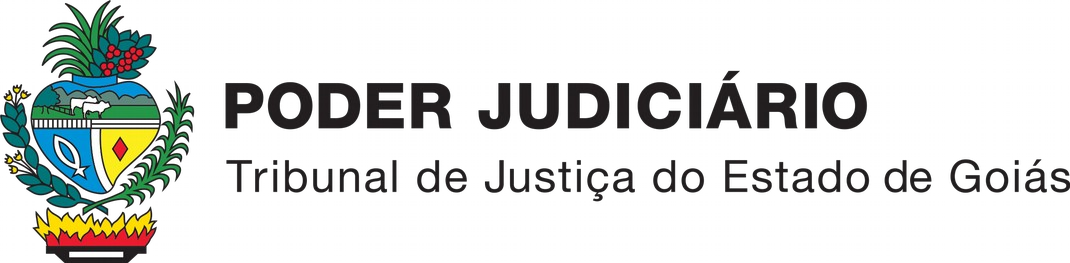 PODER JUDICIÁRIO
Tribunal de Justiça do Estado de Goiás